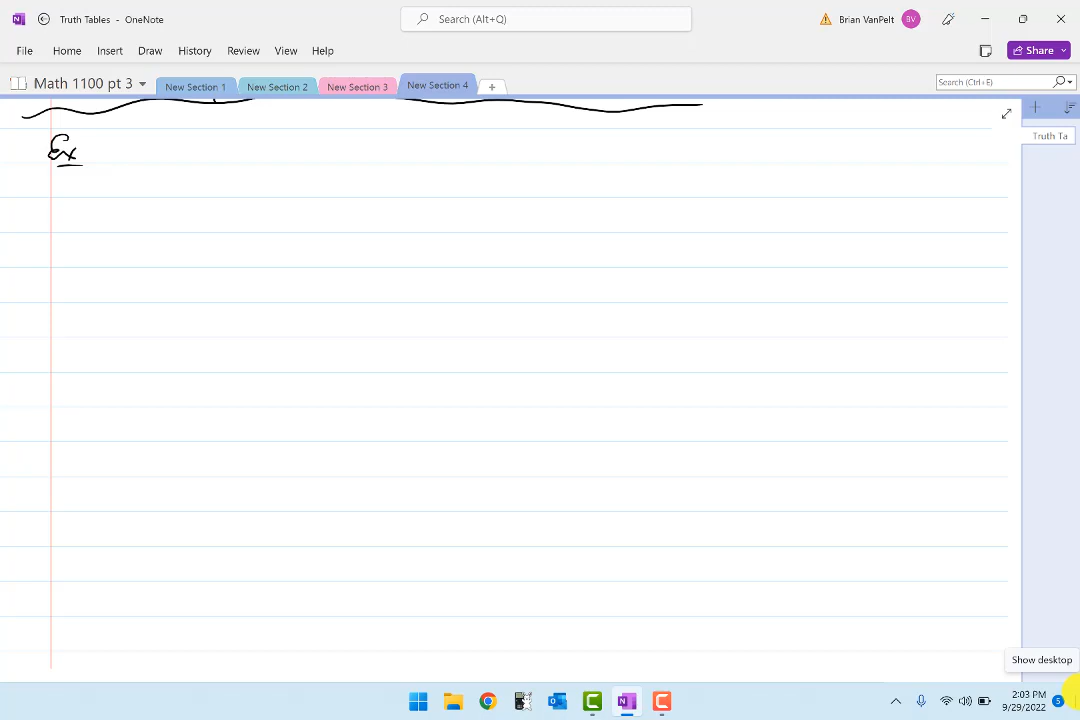 Truth Tables - OneNote
Search (Alt+Q)
Brian VanPelt
BV
File Home Insert Draw History Review View Help
Share
Math 1100 pt 3
New Section 1
New Section 2
New Section 3
New Section 4
+
Search (Ctrl+E)
Truth Ta
Ex
Show desktop
2:03 PM
9/29/2022
5